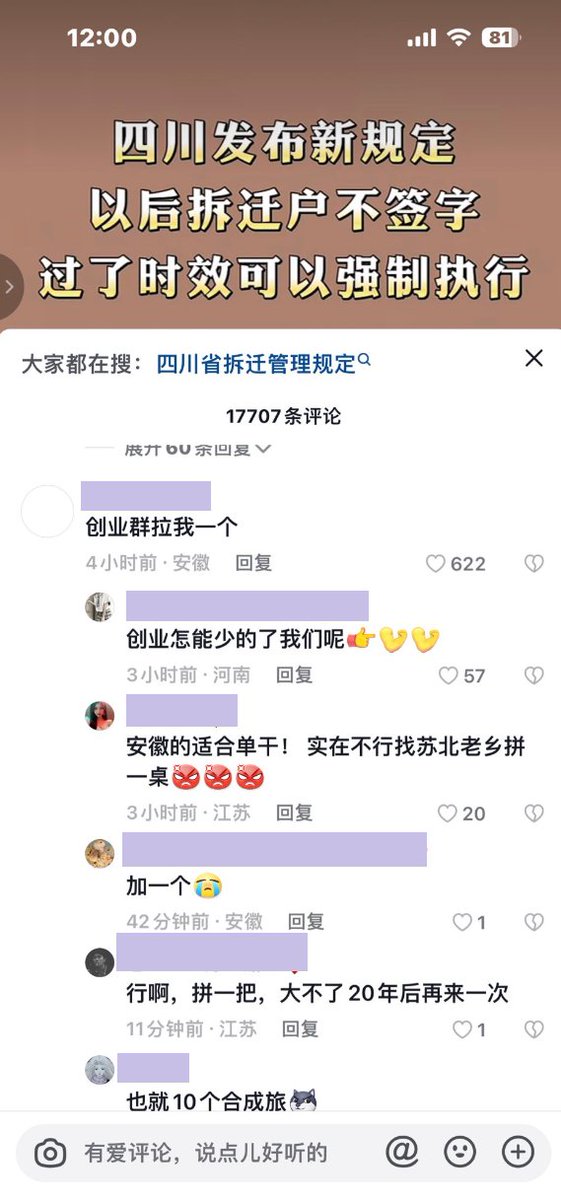 12:00
81
四川发布新规定
以后拆迁户不签字
过了时效可以强制执行
大家都在搜：四川省拆迁管理规定
17707条评论
展开60条回复
创业群拉我一个
4小时前·安徽 回复 622
创业怎能少的了我们呢
3小时前·河南 回复 57
安徽的适合单干！ 实在不行找苏北老乡拼
一桌
3小时前·江苏 回复 20
加一个
42分钟前·安徽 回复 1
行啊，拼一把，大不了20年后再来一次
11分钟前·江苏 回复 1
也就10个合成旅
有爱评论，说点儿好听的